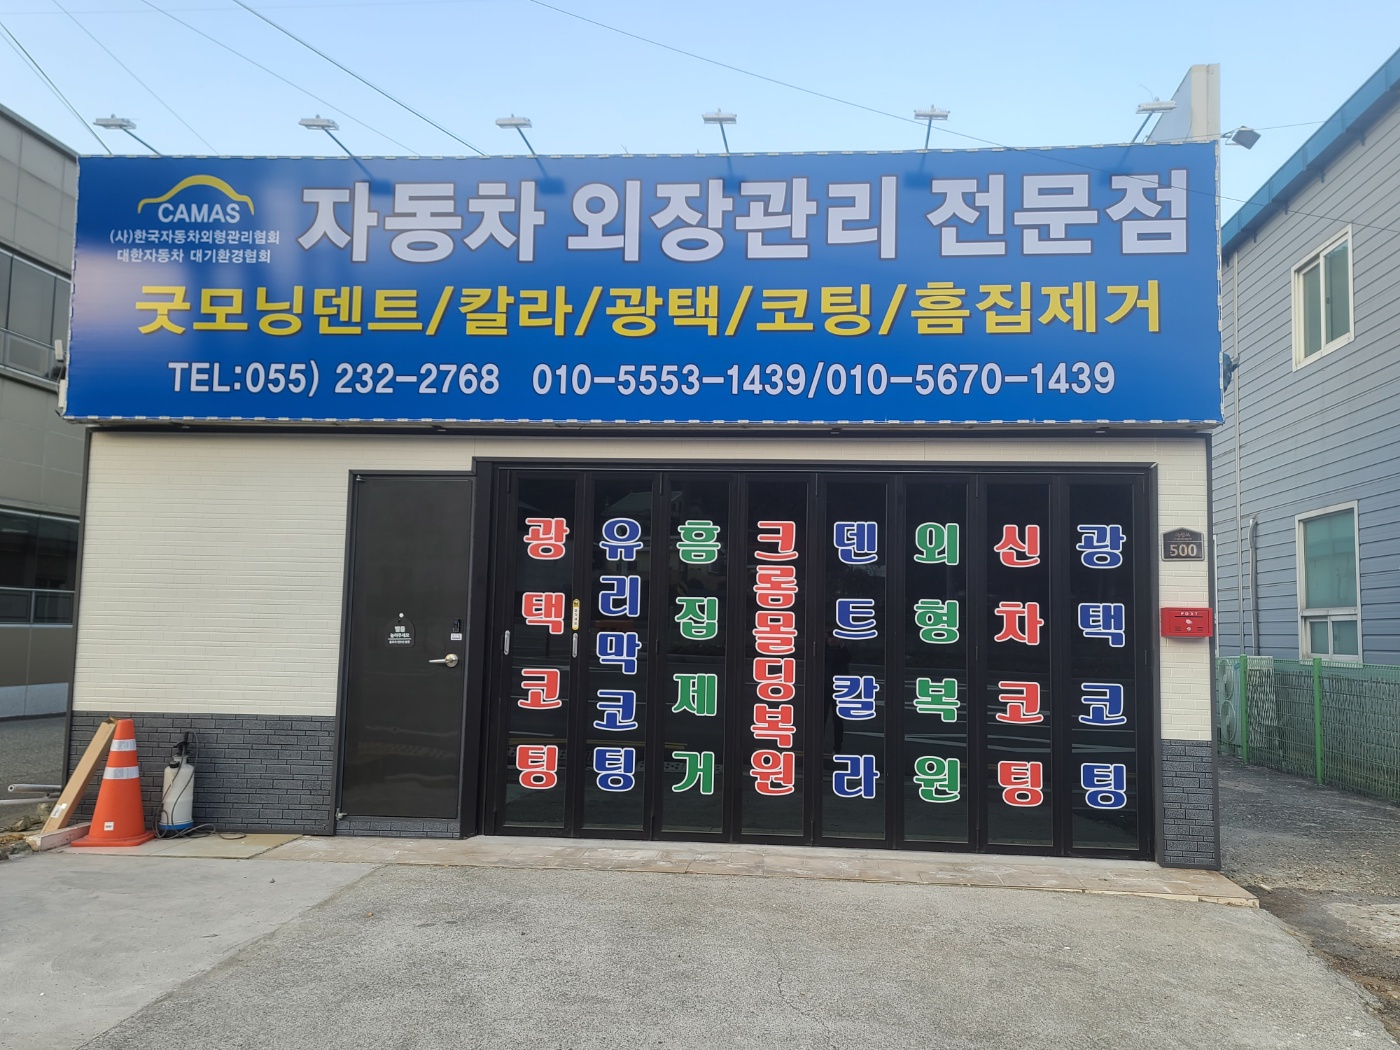 CAMAS
(사)한국자동차외형관리협회
대한자동차 대기환경협회
자동차 외장관리 전문점
굿모닝덴트/칼라/광택/코팅/흠집제거
TEL:055) 232-2768 010-5553-1439/010-5670-1439
광택코팅
유리막코팅
흠집제거
크롬몰딩복원
덴트칼라
외형복원
신차코팅
광택코팅
500
POST